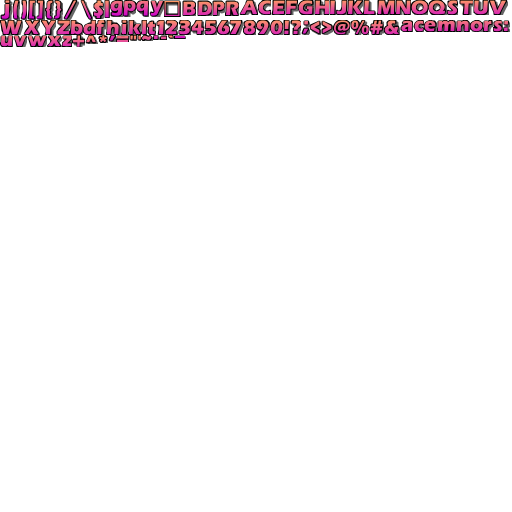 j()[]{}/\$|gpqy□BDPRACEFGHIJKLMNOQSTUV
WXYZbdfhiklt1234567890!?;<>@%#&acemnors:
uvwxz+^*